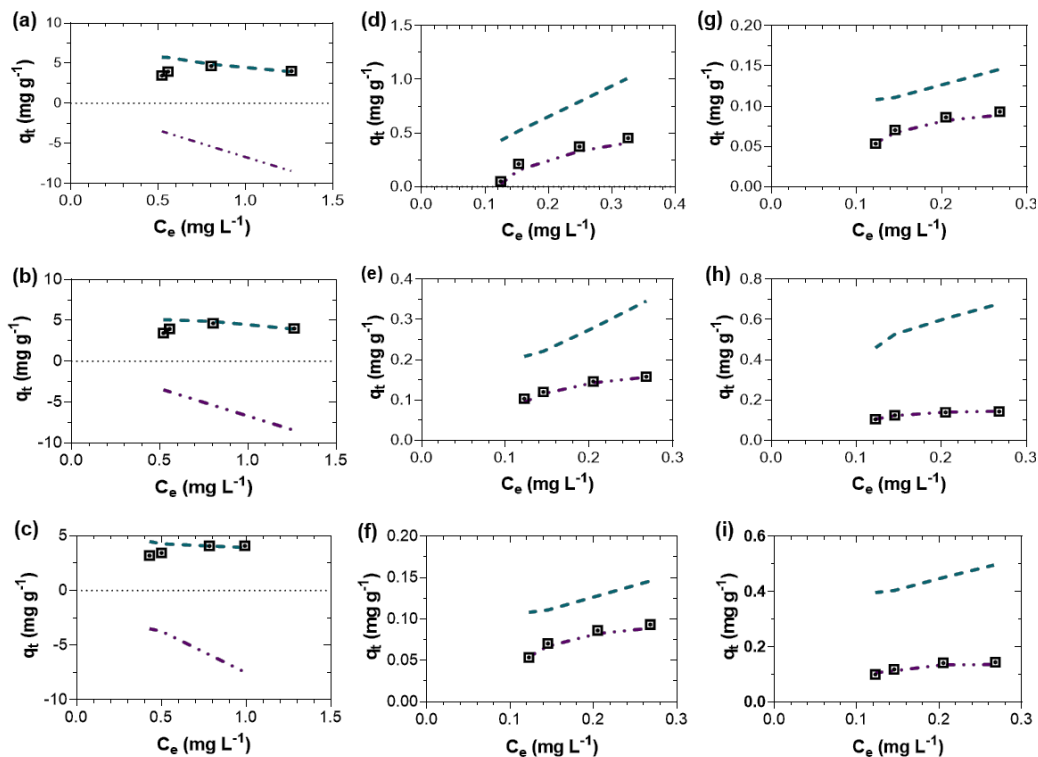 (a)
10
5
0
-5
-10
0.0 0.5 1.0 1.5
qt (mg g-1)
Ce (mg L-1)
(d)
1.5
1.0
0.5
0.0
0.0 0.1 0.2 0.3 0.4
qt (mg g-1)
Ce (mg L-1)
(g)
0.20
0.15
0.10
0.05
0.00
0.0 0.1 0.2 0.3
qt (mg g-1)
Ce (mg L-1)
(b)
10
5
0
-5
-10
0.0 0.5 1.0 1.5
qt (mg g-1)
Ce (mg L-1)
(e)
0.4
0.3
0.2
0.1
0.0
0.0 0.1 0.2 0.3
qt (mg g-1)
Ce (mg L-1)
(h)
0.8
0.6
0.4
0.2
0.0
0.0 0.1 0.2 0.3
qt (mg g-1)
Ce (mg L-1)
(c)
5
0
-5
-10
0.0 0.5 1.0 1.5
qt (mg g-1)
Ce (mg L-1)
(f)
0.20
0.15
0.10
0.05
0.00
0.0 0.1 0.2 0.3
qt (mg g-1)
Ce (mg L-1)
(i)
0.6
0.4
0.2
0.0
0.0 0.1 0.2 0.3
qt (mg g-1)
Ce (mg L-1)